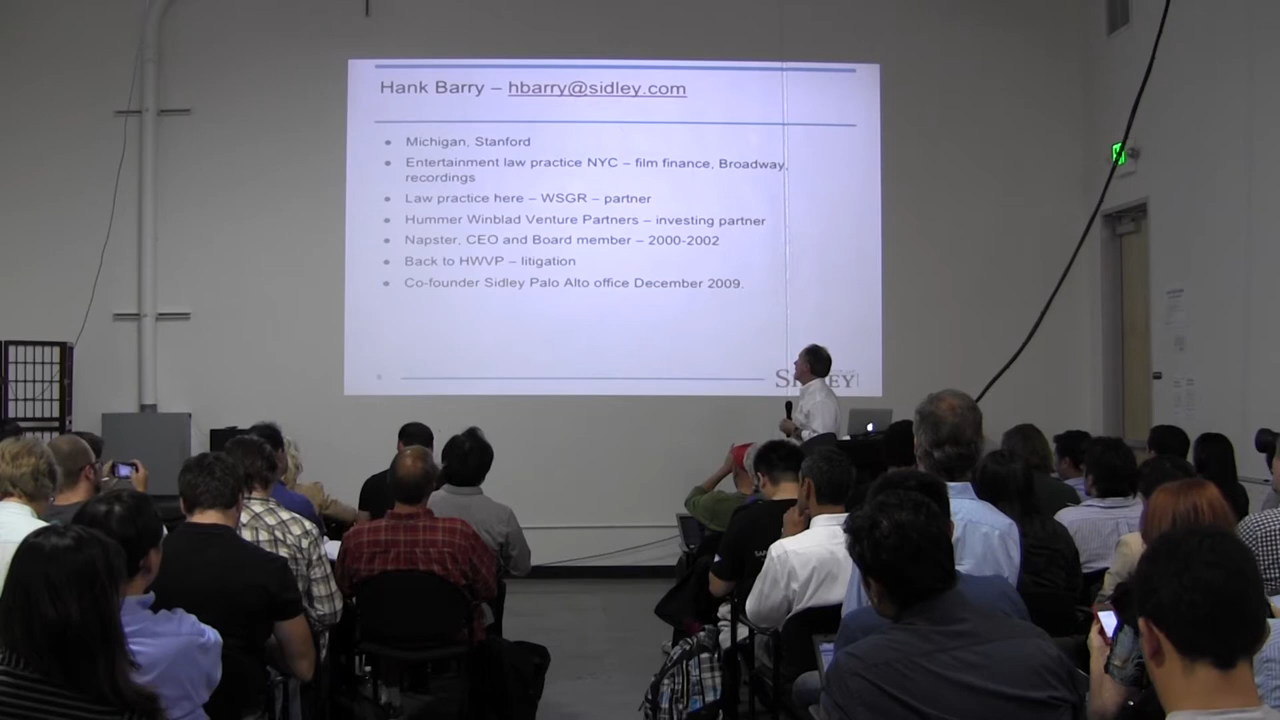 Hank Barry – hbarry@sidley.com
Michigan, Stanford
Entertainment law practice NYC – film finance, Broadway,
recordings
Law practice here – WSGR – partner
Hummer Winblad Venture Partners – investing partner
Napster, CEO and Board member – 2000-2002
Back to HWVP – litigation
Co-founder Sidley Palo Alto office December 2009.